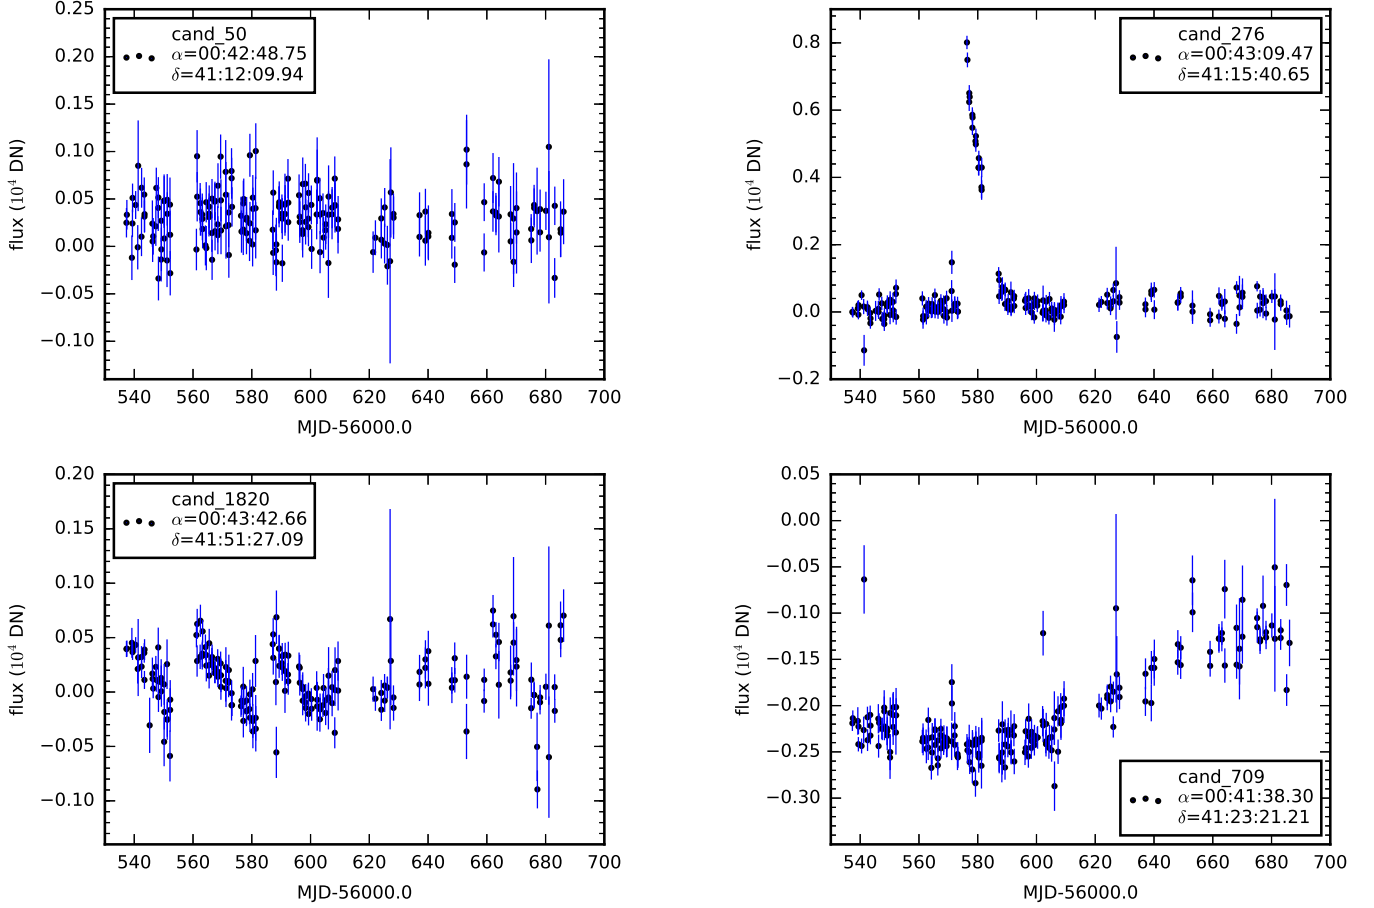 0.25
0.20
0.15
0.10
0.05
0.00
−0.05
−0.10
flux (10⁴ DN)
cand_50
α=00:42:48.75
δ=41:12:09.94
540 560 580 600 620 640 660 680 700
MJD-56000.0
0.8
0.6
0.4
0.2
0.0
−0.2
flux (10⁴ DN)
cand_276
α=00:43:09.47
δ=41:15:40.65
540 560 580 600 620 640 660 680 700
MJD-56000.0
0.20
0.15
0.10
0.05
0.00
−0.05
−0.10
flux (10⁴ DN)
cand_1820
α=00:43:42.66
δ=41:51:27.09
540 560 580 600 620 640 660 680 700
MJD-56000.0
0.05
0.00
−0.05
−0.10
−0.15
−0.20
−0.25
−0.30
flux (10⁴ DN)
cand_709
α=00:41:38.30
δ=41:23:21.21
540 560 580 600 620 640 660 680 700
MJD-56000.0